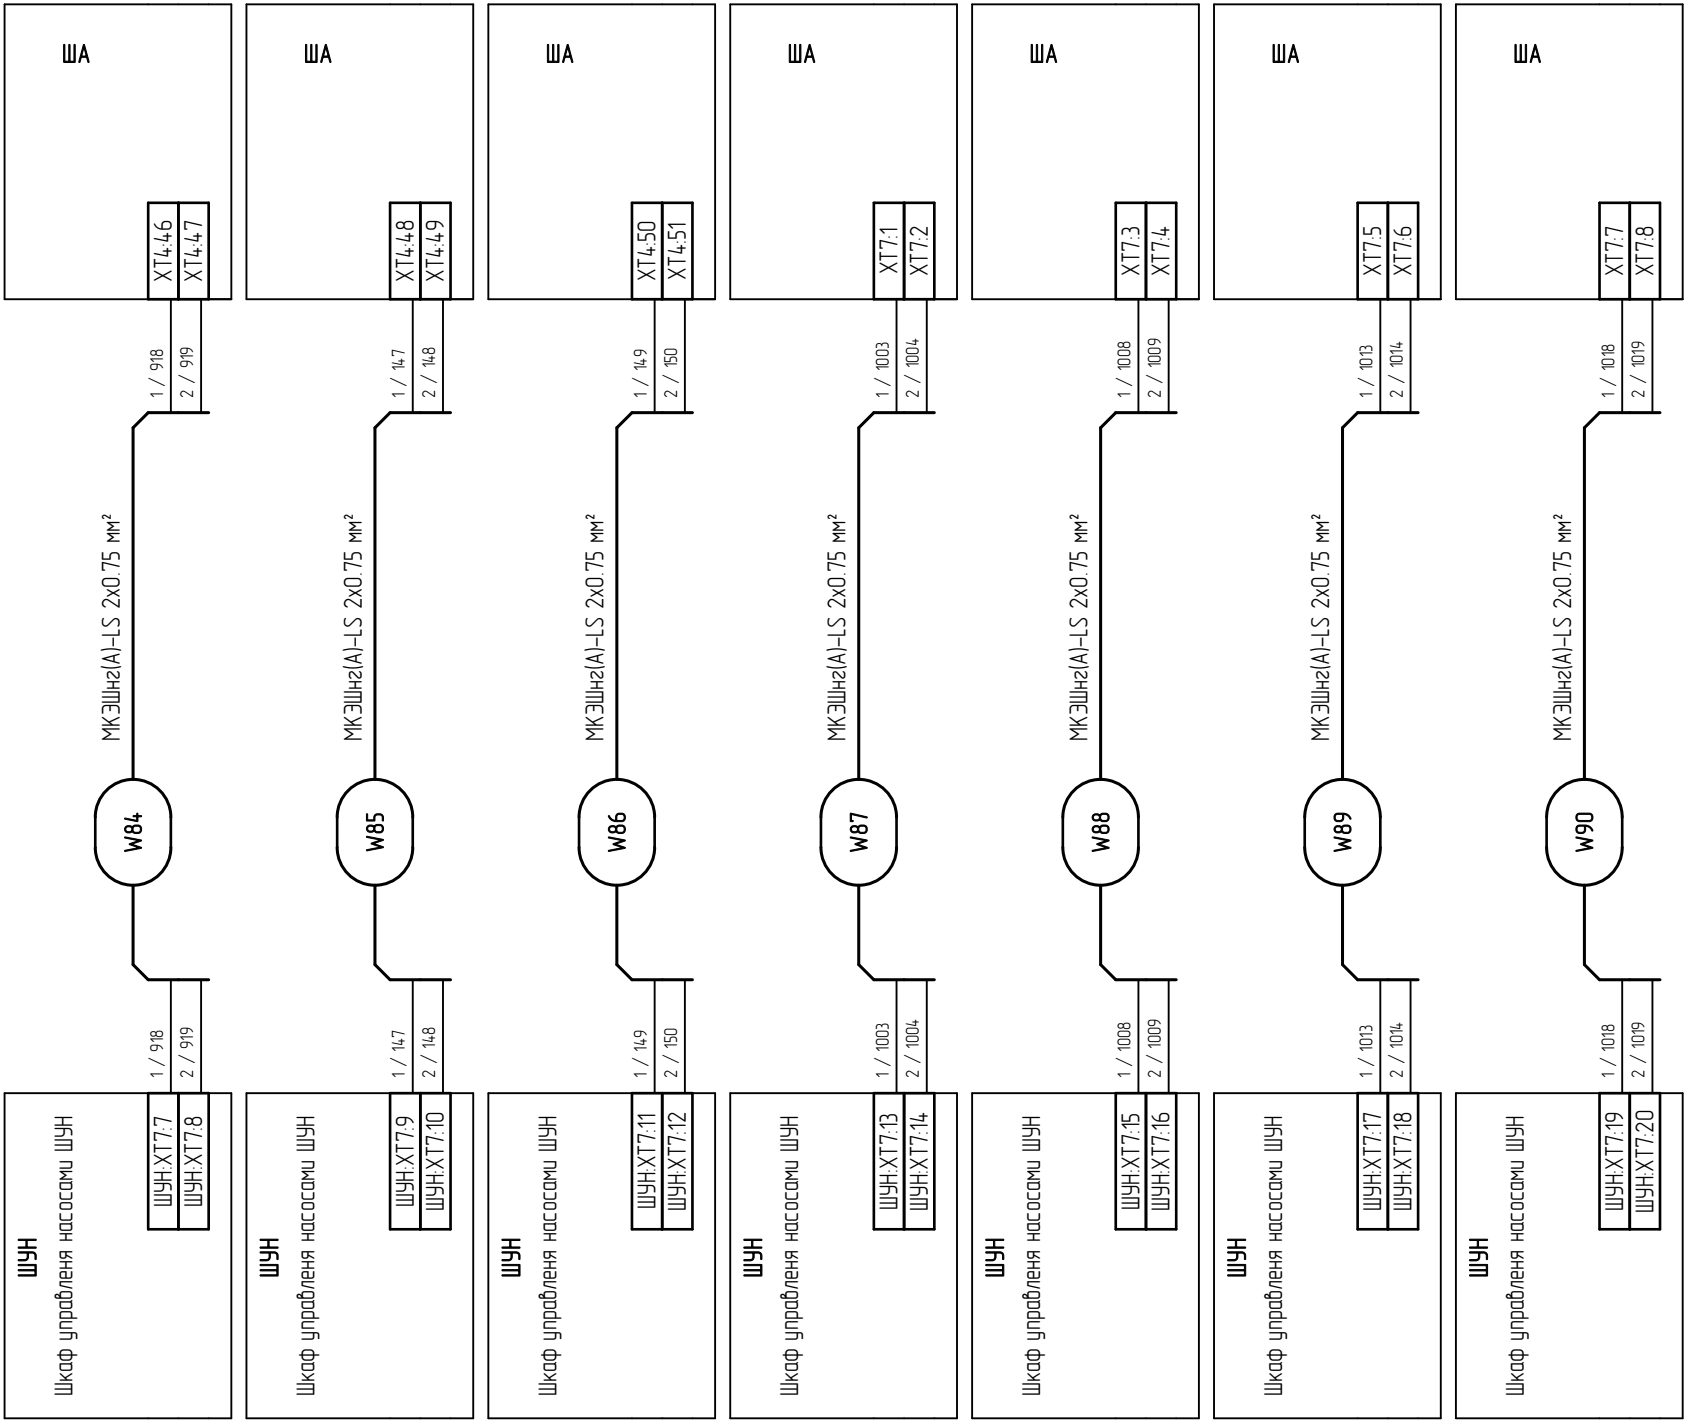 ША
XT4:46
XT4:47
1 / 918
2 / 919
МКЭШнг(А)-LS 2x0.75 мм²
W84
1 / 918
2 / 919
ШУН:XT7:7
ШУН:XT7:8
ШУН
Шкаф управленя насосами ШУН
ША
XT4:48
XT4:49
1 / 147
2 / 148
МКЭШнг(А)-LS 2x0.75 мм²
W85
1 / 147
2 / 148
ШУН:XT7:9
ШУН:XT7:10
ШУН
Шкаф управленя насосами ШУН
ША
XT4:50
XT4:51
1 / 149
2 / 150
МКЭШнг(А)-LS 2x0.75 мм²
W86
1 / 149
2 / 150
ШУН:XT7:11
ШУН:XT7:12
ШУН
Шкаф управленя насосами ШУН
ША
XT7:1
XT7:2
1 / 1003
2 / 1004
МКЭШнг(А)-LS 2x0.75 мм²
W87
1 / 1003
2 / 1004
ШУН:XT7:13
ШУН:XT7:14
ШУН
Шкаф управленя насосами ШУН
ША
XT7:3
XT7:4
1 / 1008
2 / 1009
МКЭШнг(А)-LS 2x0.75 мм²
W88
1 / 1008
2 / 1009
ШУН:XT7:15
ШУН:XT7:16
ШУН
Шкаф управленя насосами ШУН
ША
XT7:5
XT7:6
1 / 1013
2 / 1014
МКЭШнг(А)-LS 2x0.75 мм²
W89
1 / 1013
2 / 1014
ШУН:XT7:17
ШУН:XT7:18
ШУН
Шкаф управленя насосами ШУН
ША
XT7:7
XT7:8
1 / 1018
2 / 1019
МКЭШнг(А)-LS 2x0.75 мм²
W90
1 / 1018
2 / 1019
ШУН:XT7:19
ШУН:XT7:20
ШУН
Шкаф управленя насосами ШУН